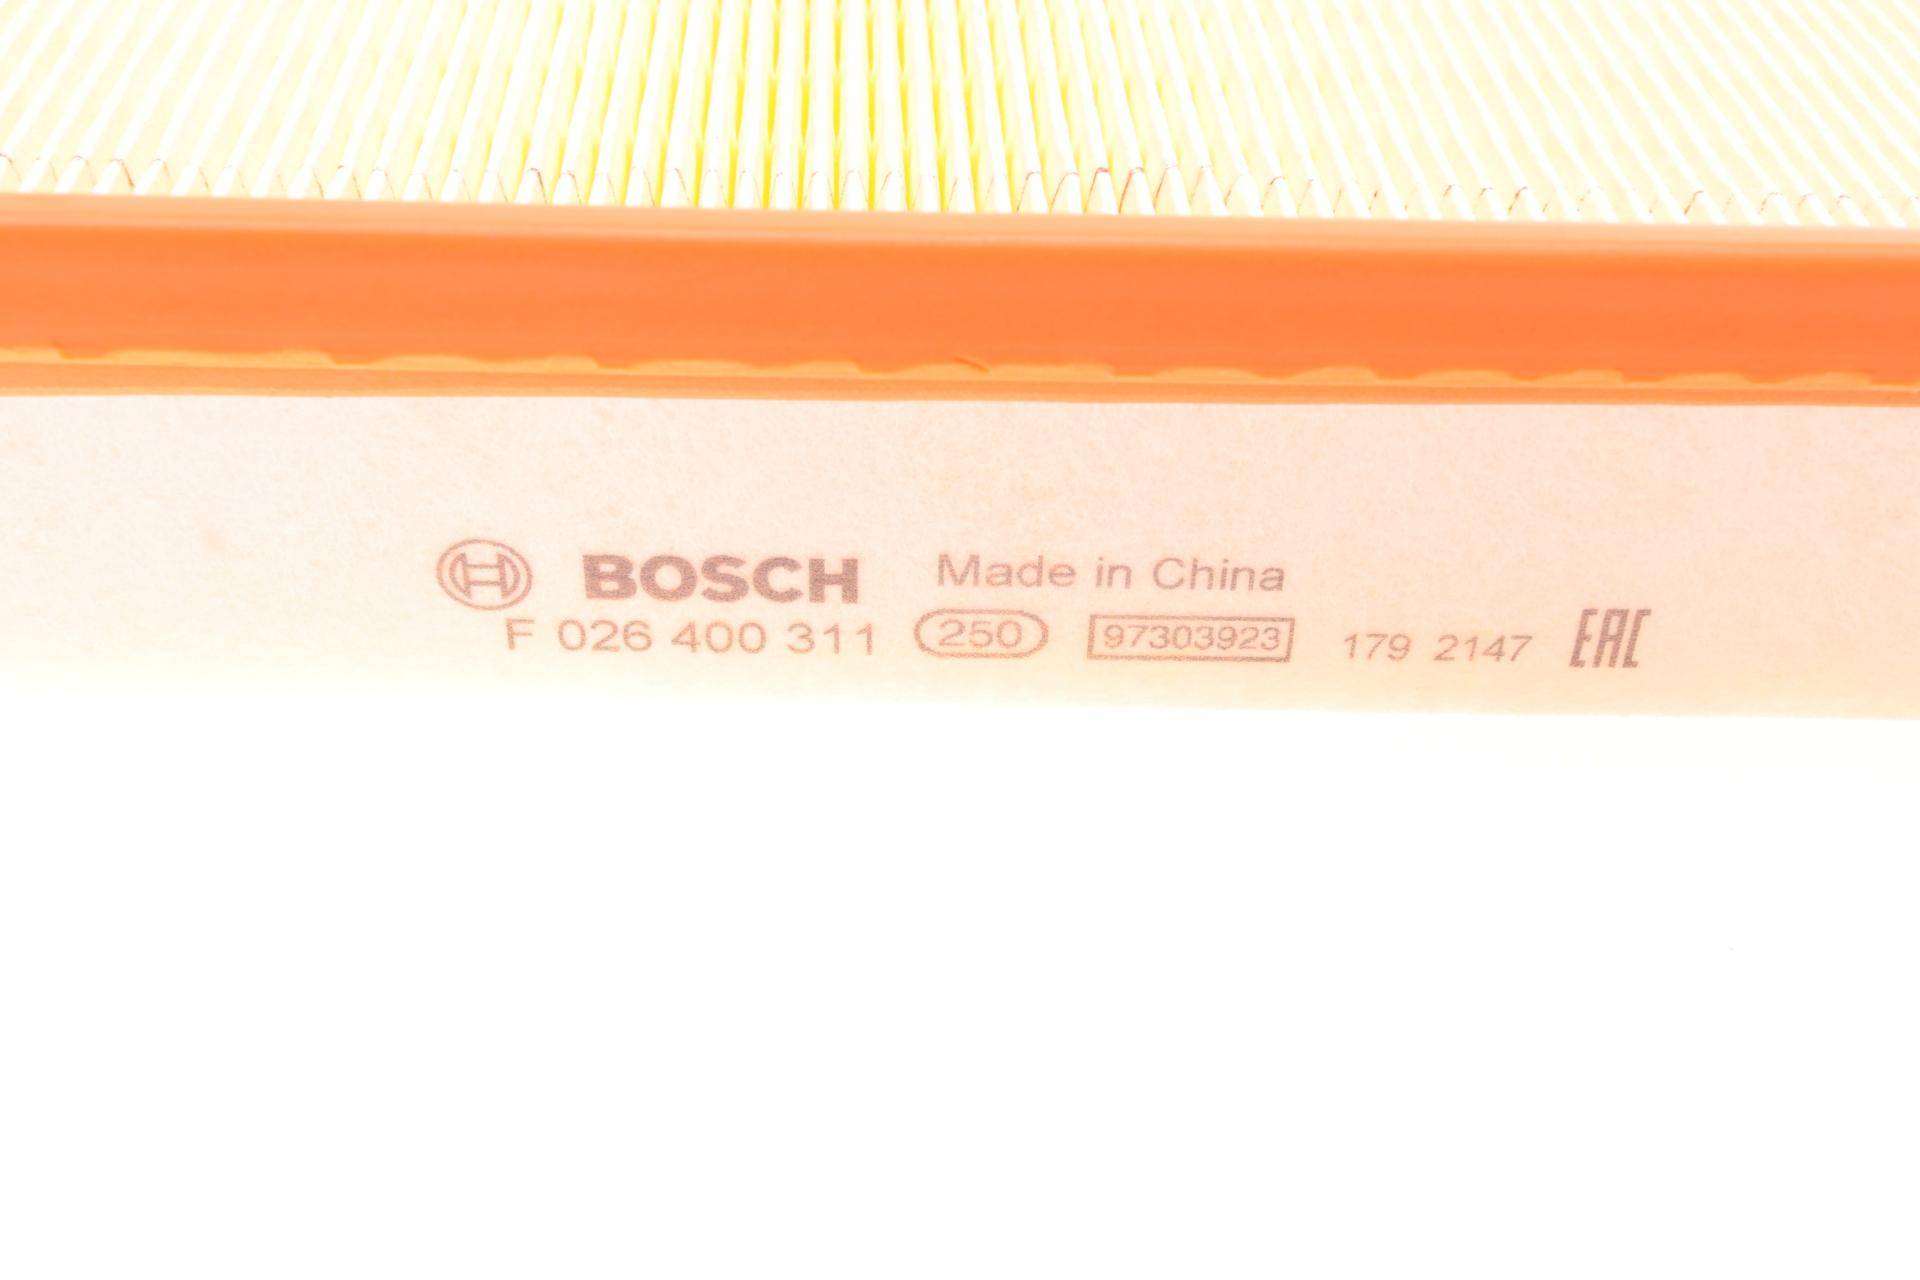 BOSCH Made in China
F 026 400 311 250 97303923 179 2147 EAC